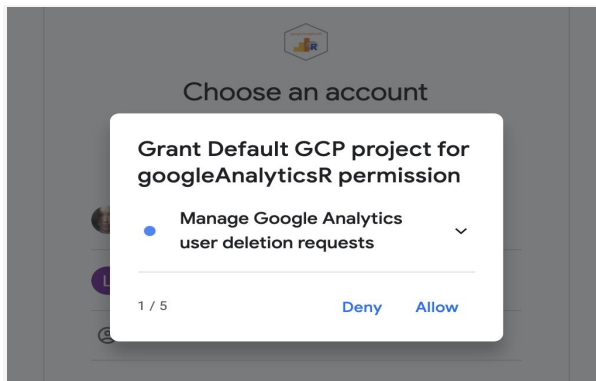 Choose an account
Grant Default GCP project for
googleAnalyticsR permission
Manage Google Analytics
user deletion requests
L
1 / 5
Deny
Allow